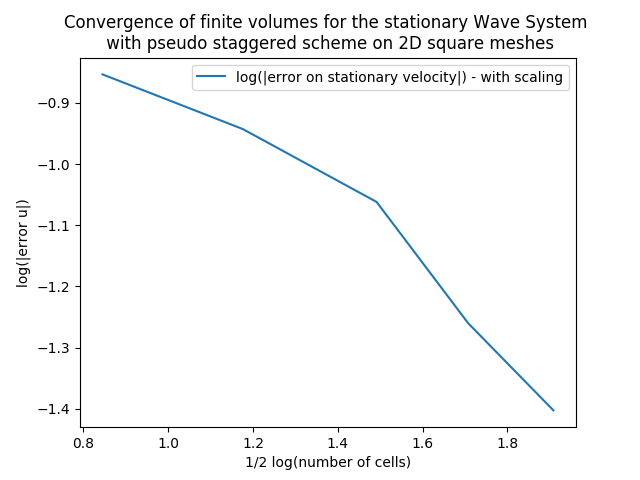 Convergence of finite volumes for the stationary Wave System
with pseudo staggered scheme on 2D square meshes
log(|error on stationary velocity|) - with scaling
log(|error u|)
−0.9
−1.0
−1.1
−1.2
−1.3
−1.4
0.8 1.0 1.2 1.4 1.6 1.8
1/2 log(number of cells)